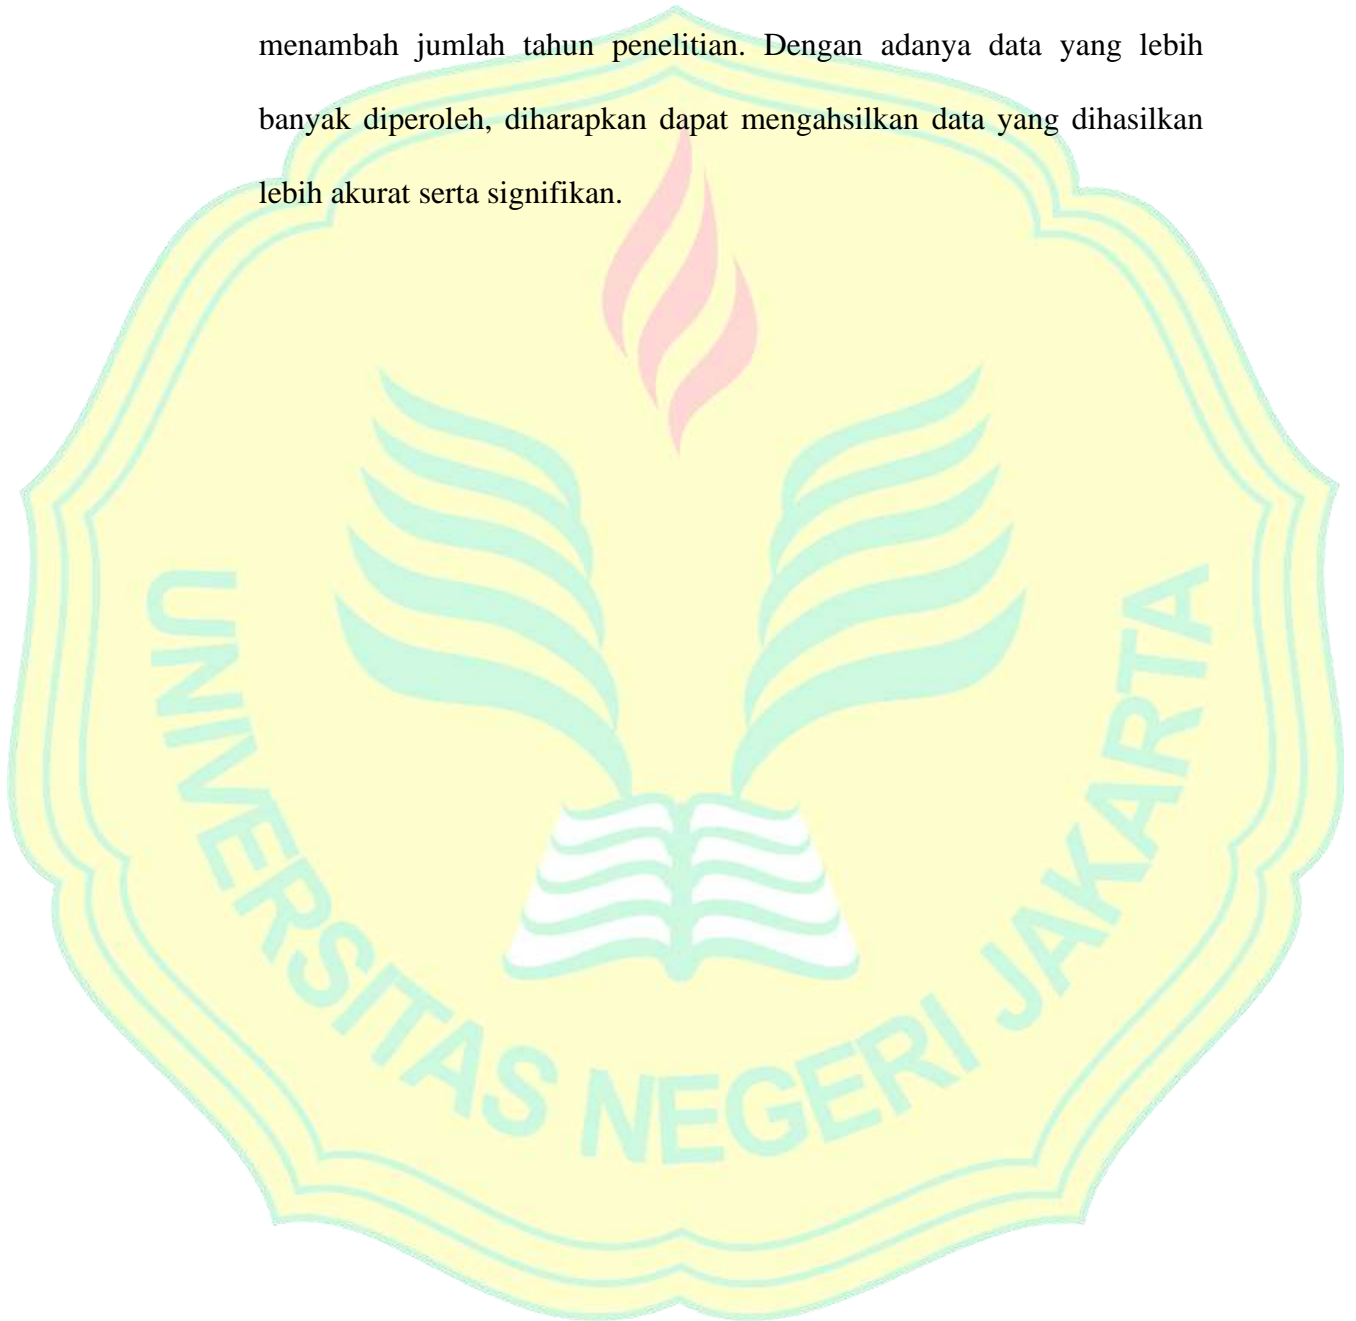 menambah jumlah tahun penelitian. Dengan adanya data yang lebih
banyak diperoleh, diharapkan dapat mengahsilkan data yang dihasilkan
lebih akurat serta signifikan.
UNIVERSITAS NEGERI JAKARTA